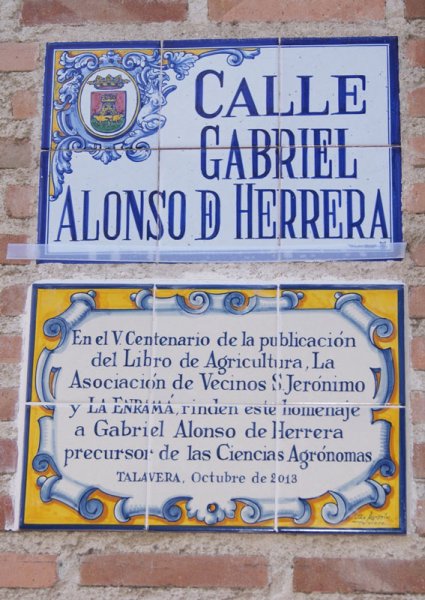 CALLE
GABRIEL
ALONSO D HERRERA
En el V Centenario de la publicación
del Libro de Agricultura, La
Asociación de Vecinos S. Jerónimo
y LA ENRAMÁ, rinden este homenaje
a Gabriel Alonso de Herrera
precursor de las Ciencias Agrónomas
TALAVERA, Octubre de 2013